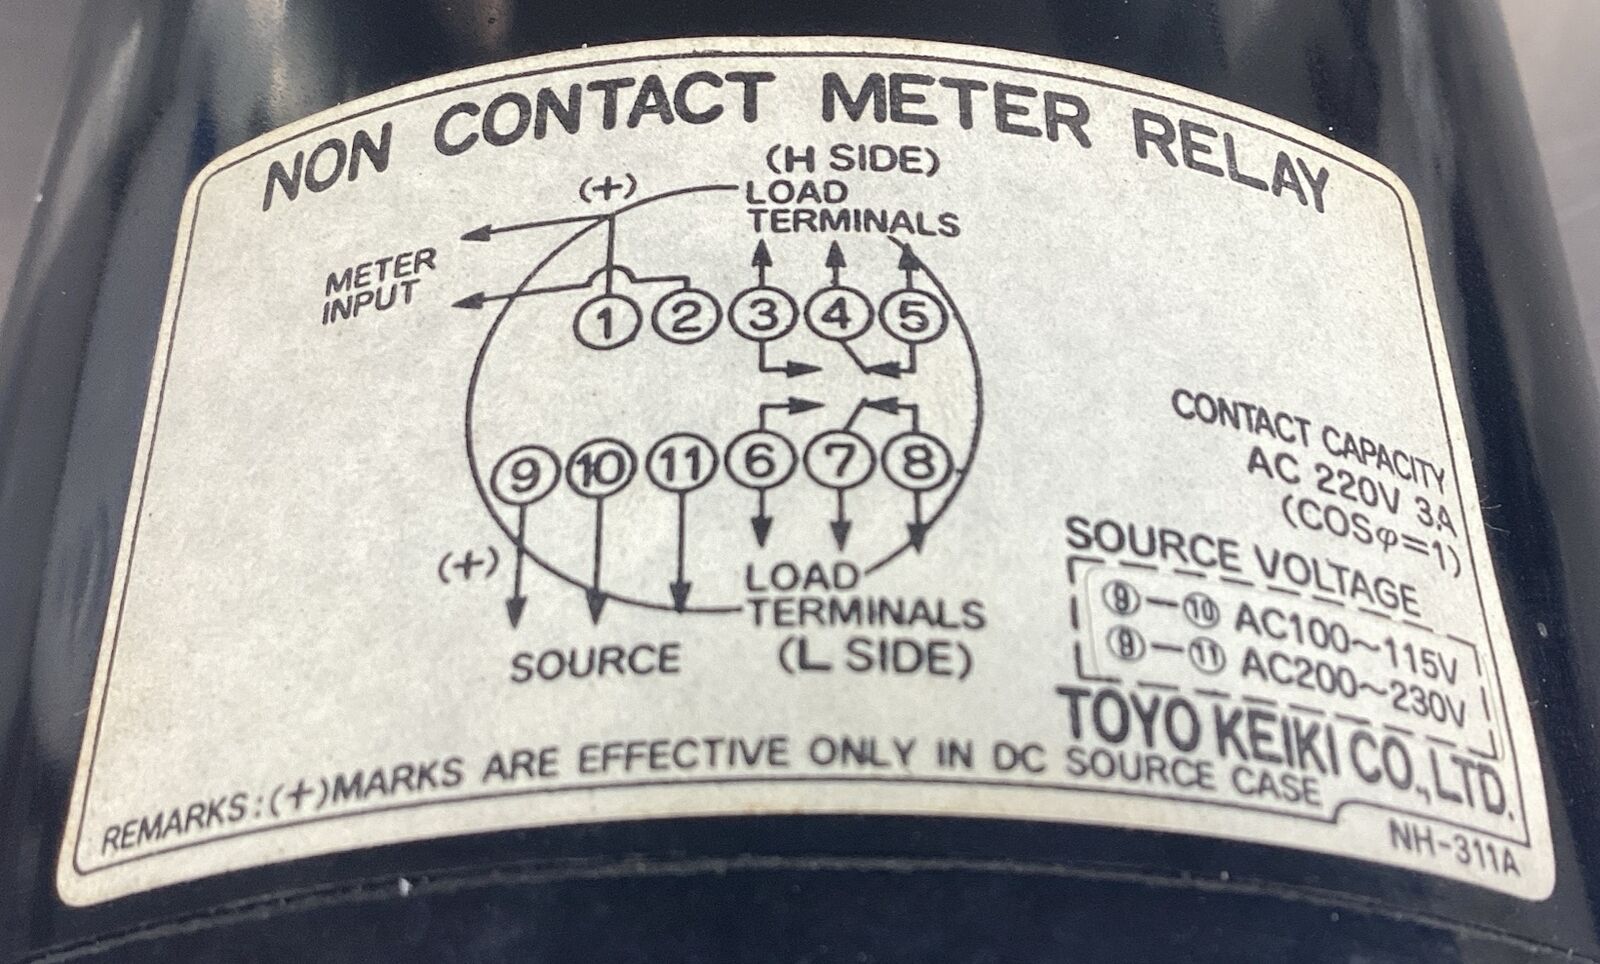 NON CONTACT METER RELAY
(H SIDE)
(+)
LOAD
TERMINALS
METER
INPUT
1 2 3 4 5
9 10 11 6 7 8
(+)
SOURCE
LOAD
TERMINALS
(L SIDE)
CONTACT CAPACITY
AC 220V 3A
(COSφ=1)
SOURCE VOLTAGE
⑨-⑩ AC100~115V
⑨-⑪ AC200~230V
TOYO KEIKI CO.,LTD.
REMARKS:(+)MARKS ARE EFFECTIVE ONLY IN DC SOURCE CASE
NH-311A